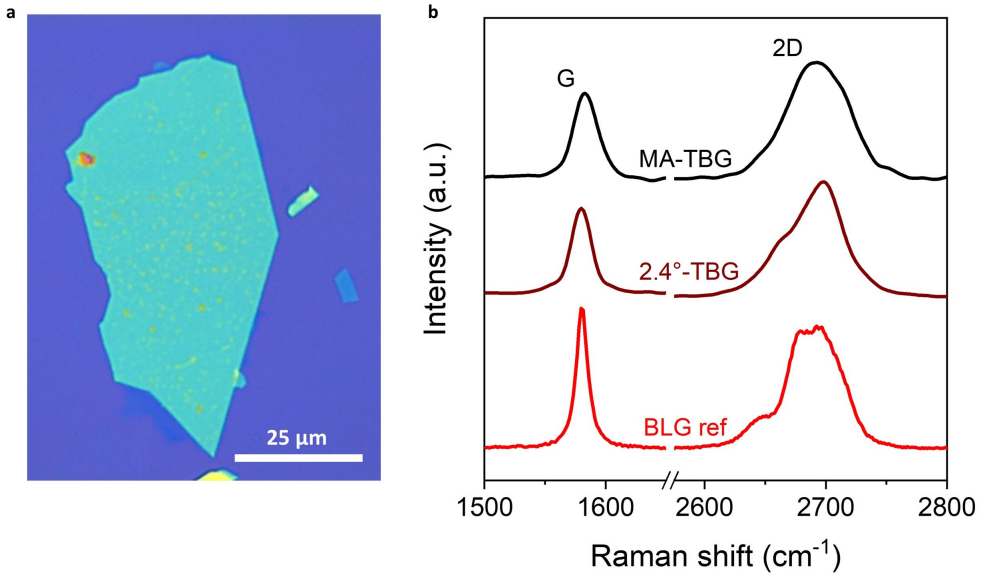 a
25 µm
b
2D
G
MA-TBG
2.4°-TBG
BLG ref
Intensity (a.u.)
1500 1600 2600 2700 2800
Raman shift (cm⁻¹)